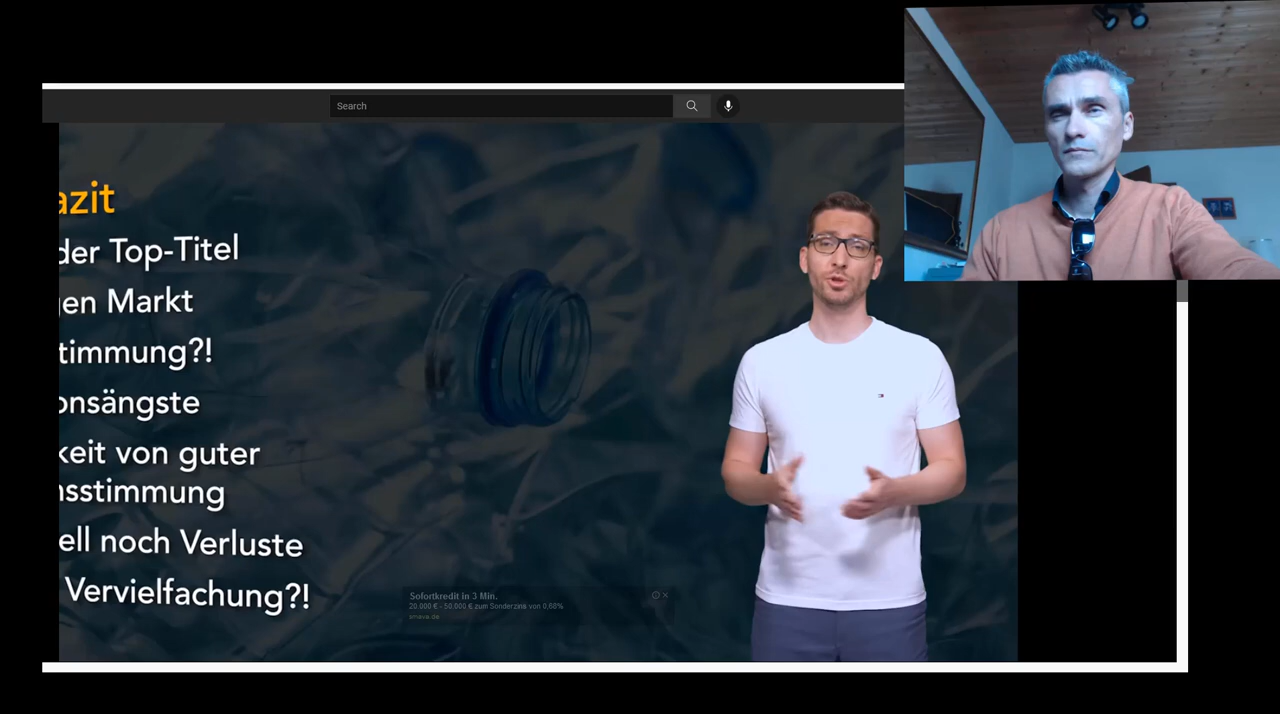 Search
azit
der Top-Titel
gen Markt
timmung?!
onsängste
keit von guter
nsstimmung
ell noch Verluste
Vervielfachung?!
Sofortkredit in 3 Min.
20.000 € - 50.000 € zum Sonderzins von 0,68%
smava.de